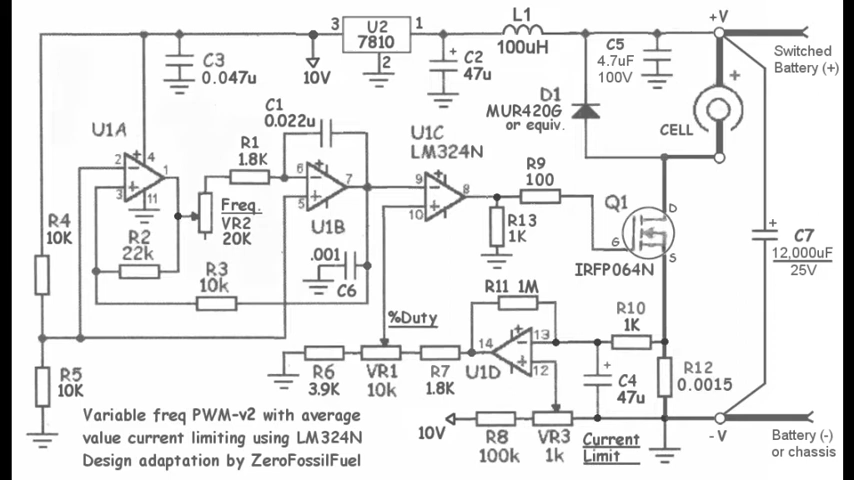 L1
100uH
3
U2
7810
1
2
+V
Switched
Battery (+)
C3
0.047u
10V
+
C2
47u
C5
4.7uF
100V
+
D1
MUR420G
or equiv.
CELL
U1A
2
4
1
3
11
C1
0.022u
R1
1.8K
6
7
5
U1B
U1C
LM324N
9
8
10
R9
100
Q1
D
G
S
IRFP064N
R4
10K
Freq.
VR2
20K
R2
22k
R3
10k
.001
C6
R13
1K
+
C7
12,000uF
25V
%Duty
R11 1M
R10
1K
14
13
12
U1D
R6
3.9K
VR1
10k
R7
1.8K
+
C4
47u
R12
0.0015
R5
10K
10V
R8
100k
VR3
1k
Current
Limit
-V
Battery (-)
or chassis
Variable freq PWM-v2 with average
value current limiting using LM324N
Design adaptation by ZeroFossilFuel